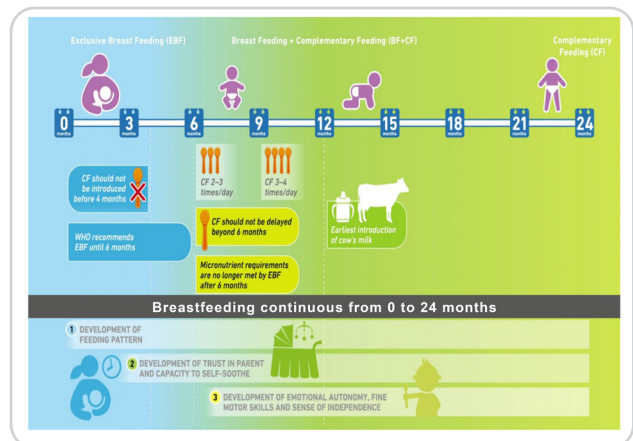 Exclusive Breast Feeding (EBF)
Breast Feeding + Complementary Feeding (BF+CF)
Complementary
Feeding (CF)
0
months
3
months
6
months
9
months
12
months
15
months
18
months
21
months
24
months
CF should not
be introduced
before 4 months
CF 2–3
times/day
CF 3–4
times/day
WHO recommends
EBF until 6 months
CF should not be delayed
beyond 6 months
Micronutrient requirements
are no longer met by EBF
after 6 months
Earliest introduction
of cow's milk
Breastfeeding continuous from 0 to 24 months
1 DEVELOPMENT OF
FEEDING PATTERN
2 DEVELOPMENT OF TRUST IN PARENT
AND CAPACITY TO SELF-SOOTHE
3 DEVELOPMENT OF EMOTIONAL AUTONOMY, FINE
MOTOR SKILLS AND SENSE OF INDEPENDENCE